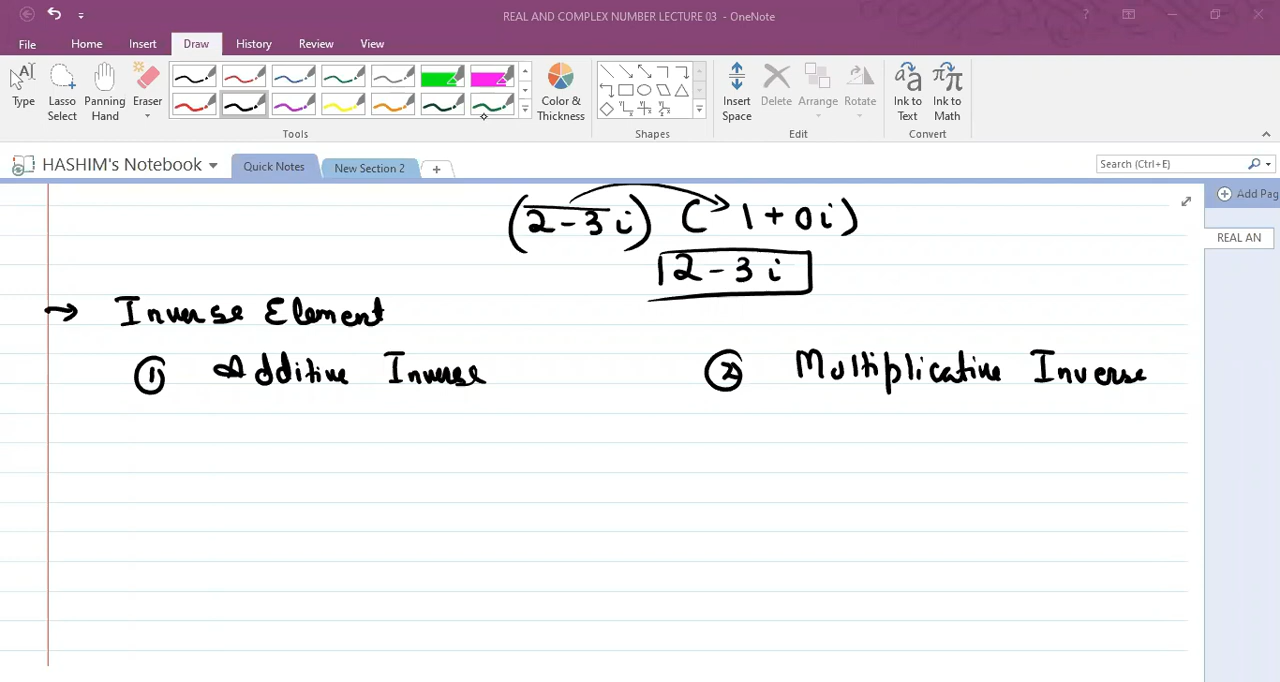 REAL AND COMPLEX NUMBER LECTURE 03 - OneNote
File Home Insert Draw History Review View
Type Lasso Select Panning Hand Eraser Color & Thickness Insert Space Delete Arrange Rotate Ink to Text Ink to Math
Tools Shapes Edit Convert
HASHIM's Notebook Quick Notes New Section 2 + Search (Ctrl+E)
Add Pag
REAL AN
(2-3i) (1+0i)
2-3i
→ Inverse Element
① Additive Inverse ② Multiplicative Inverse